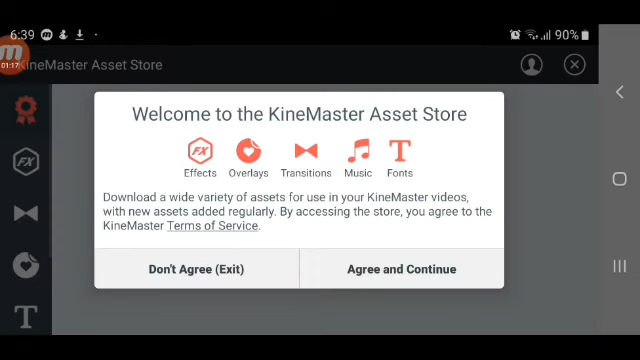 6:39
90%
01:17
KineMaster Asset Store
Welcome to the KineMaster Asset Store
FX
T
Effects Overlays Transitions Music Fonts
Download a wide variety of assets for use in your KineMaster videos,
with new assets added regularly. By accessing the store, you agree to the
KineMaster Terms of Service.
Don't Agree (Exit) Agree and Continue
FX
T